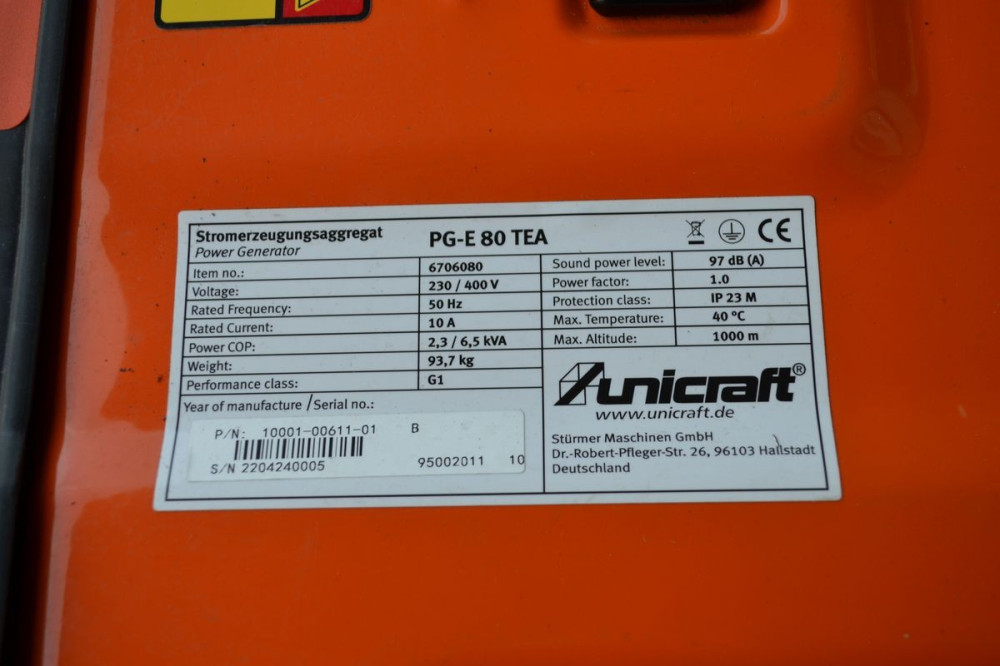 Stromerzeugungsaggregat PG-E 80 TEA CE
Power Generator
Item no.: 6706080
Voltage: 230 / 400 V
Rated Frequency: 50 Hz
Rated Current: 10 A
Power COP: 2,3 / 6,5 kVA
Weight: 93,7 kg
Performance class: G1
Sound power level: 97 dB (A)
Power factor: 1.0
Protection class: IP 23 M
Max. Temperature: 40 °C
Max. Altitude: 1000 m
Year of manufacture / Serial no.:
P/N: 10001-00611-01 B
S/N 2204240005 95002011 10
unicraft®
www.unicraft.de
Stürmer Maschinen GmbH
Dr.-Robert-Pfleger-Str. 26, 96103 Hallstadt
Deutschland